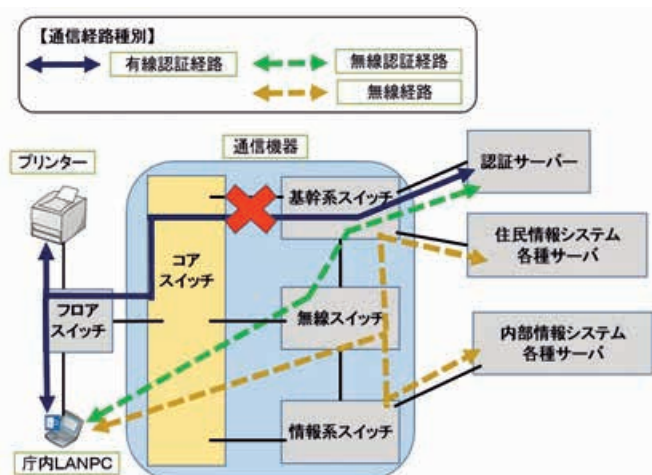 【通信経路種別】
有線認証経路
無線認証経路
無線経路
プリンター
通信機器
基幹系スイッチ
認証サーバー
コア
スイッチ
住民情報システム
各種サーバ
フロア
スイッチ
無線スイッチ
内部情報システム
各種サーバ
情報系スイッチ
庁内LANPC